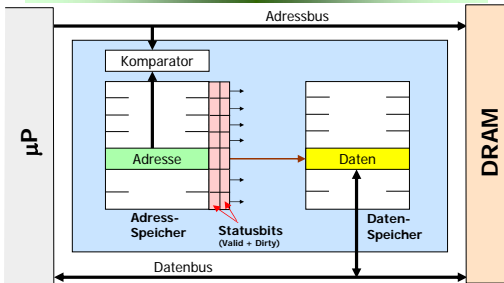 Adressbus
Komparator
µP
DRAM
Adresse
Daten
Adress-
Speicher
Statusbits
(Valid + Dirty)
Daten-
Speicher
Datenbus